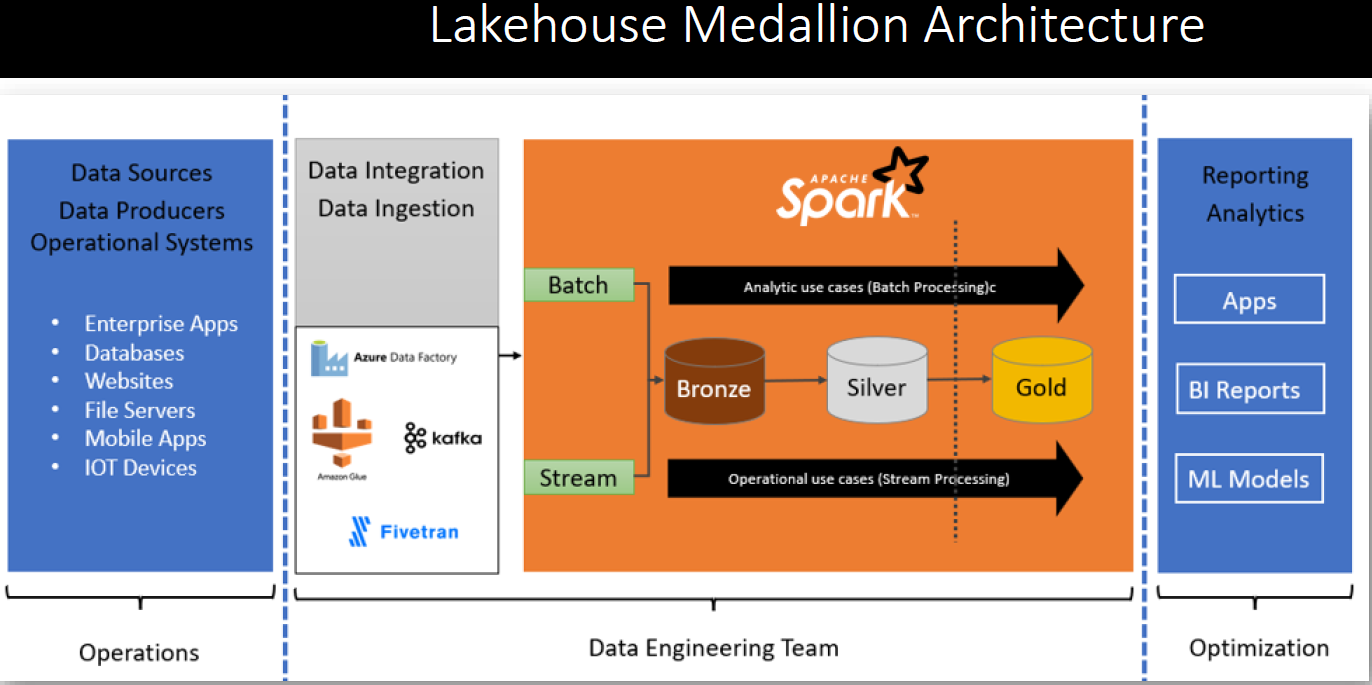 Lakehouse Medallion Architecture
Data Sources
Data Producers
Operational Systems
• Enterprise Apps
• Databases
• Websites
• File Servers
• Mobile Apps
• IOT Devices
Operations
Data Integration
Data Ingestion
Azure Data Factory
Amazon Glue
kafka
Fivetran
APACHE
Spark™
Batch
Analytic use cases (Batch Processing)c
Bronze
Silver
Gold
Stream
Operational use cases (Stream Processing)
Data Engineering Team
Reporting
Analytics
Apps
BI Reports
ML Models
Optimization